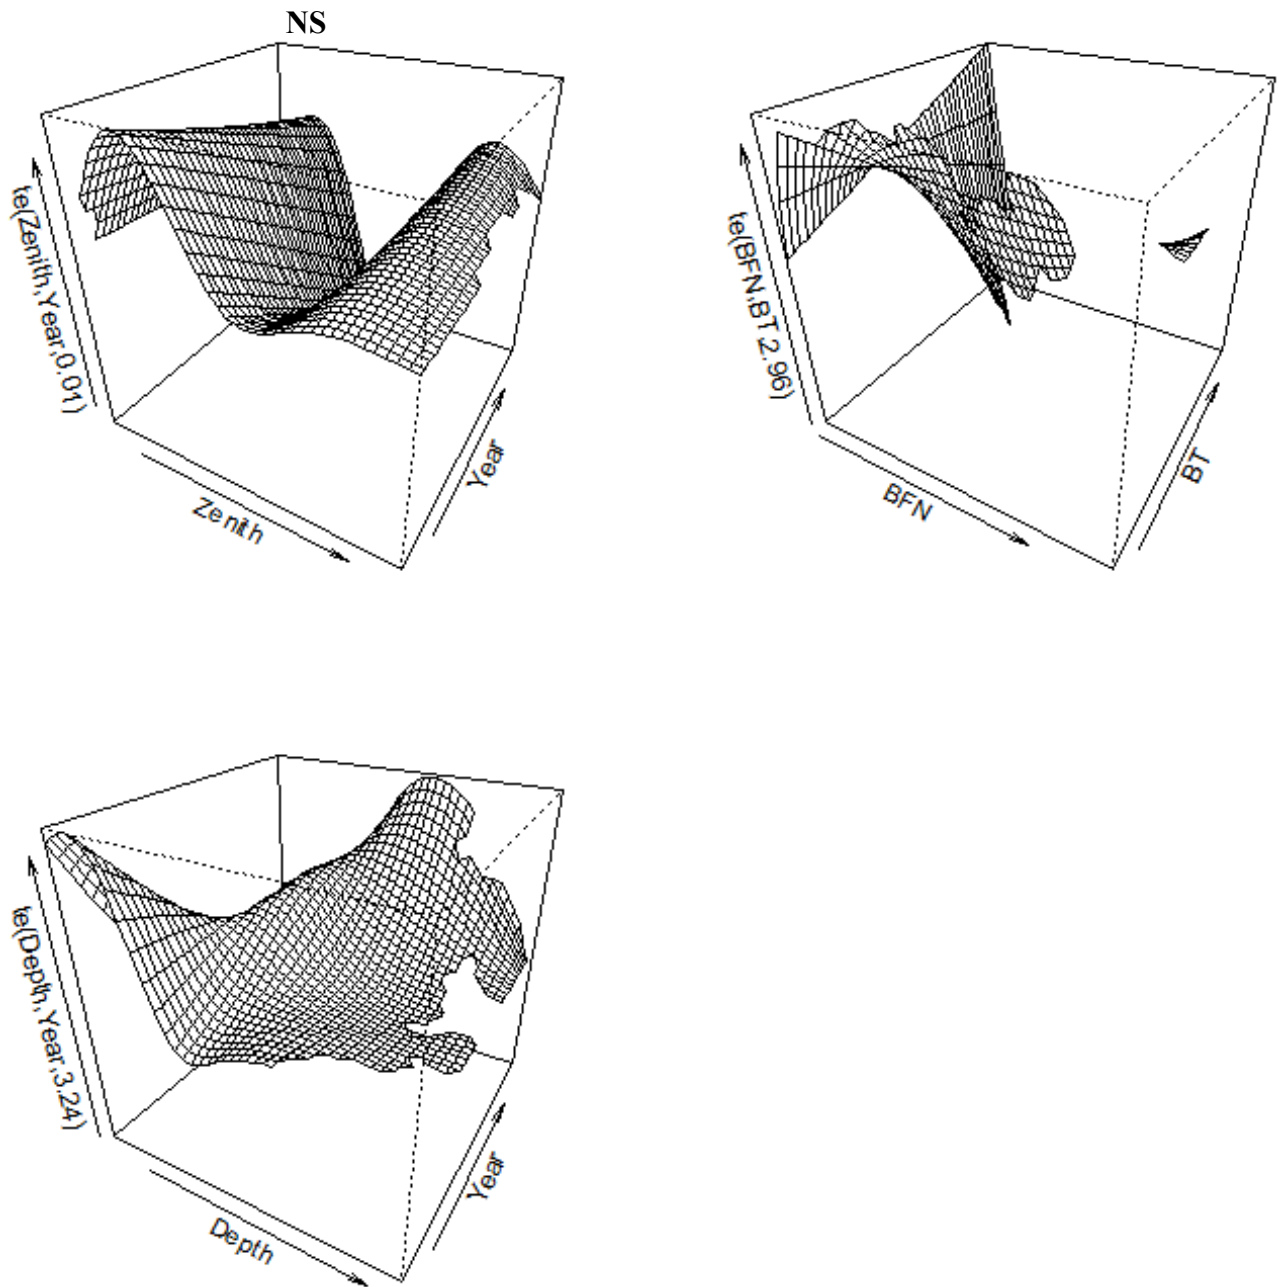 NS
te(Zenith,Year,0.01)
Zenith
Year
te(BFN,BT,2.96)
BFN
BT
te(Depth,Year,3.24)
Depth
Year